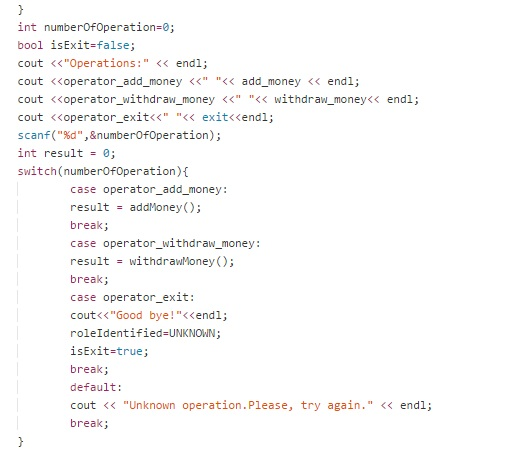 }
int numberOfOperation=0;
bool isExit=false;
cout <<"Operations:" << endl;
cout <<operator_add_money <<" "<< add_money << endl;
cout <<operator_withdraw_money <<" "<< withdraw_money<< endl;
cout <<operator_exit<<" "<< exit<<endl;
scanf("%d",&numberOfOperation);
int result = 0;
switch(numberOfOperation){
case operator_add_money:
result = addMoney();
break;
case operator_withdraw_money:
result = withdrawMoney();
break;
case operator_exit:
cout<<"Good bye!"<<endl;
roleIdentified=UNKNOWN;
isExit=true;
break;
default:
cout << "Unknown operation.Please, try again." << endl;
break;
}